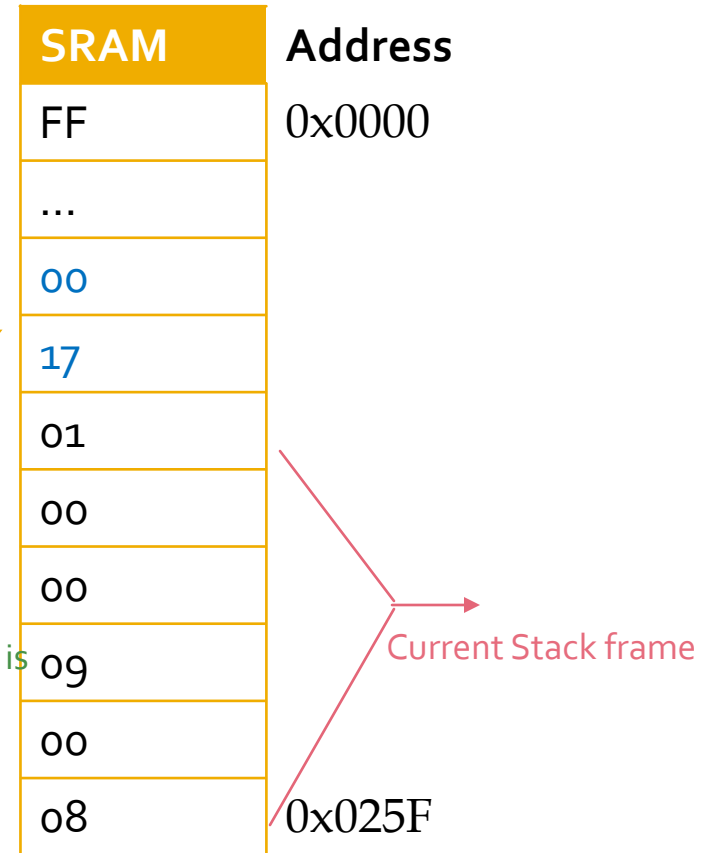 SRAM Address
FF 0x0000
...
00
17
01
00
00
Current Stack frame
is 09
00
08 0x025F